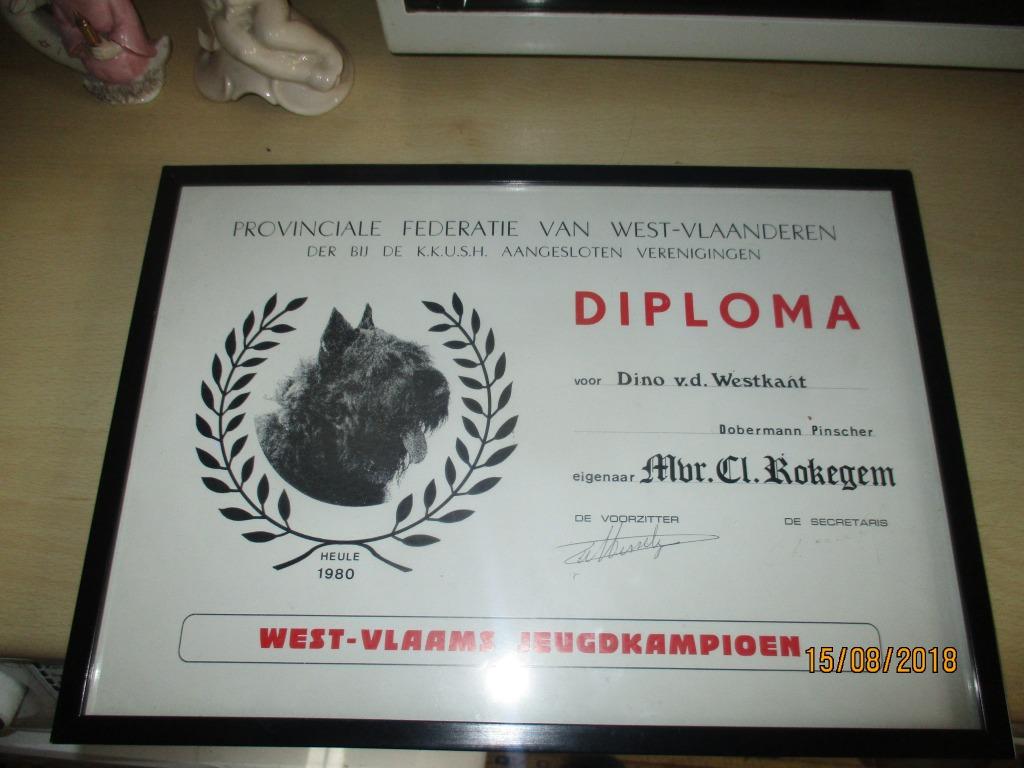 PROVINCIALE FEDERATIE VAN WEST-VLAANDEREN
DER BIJ DE K.K.U.S.H. AANGESLOTEN VERENIGINGEN
DIPLOMA
voor Dino v.d. Westkant
Dobermann Pinscher
eigenaar Mvr. Cl. Rokegem
DE VOORZITTER DE SECRETARIS
HEULE
1980
WEST-VLAAMS JEUGDKAMPIOEN
15/08/2018